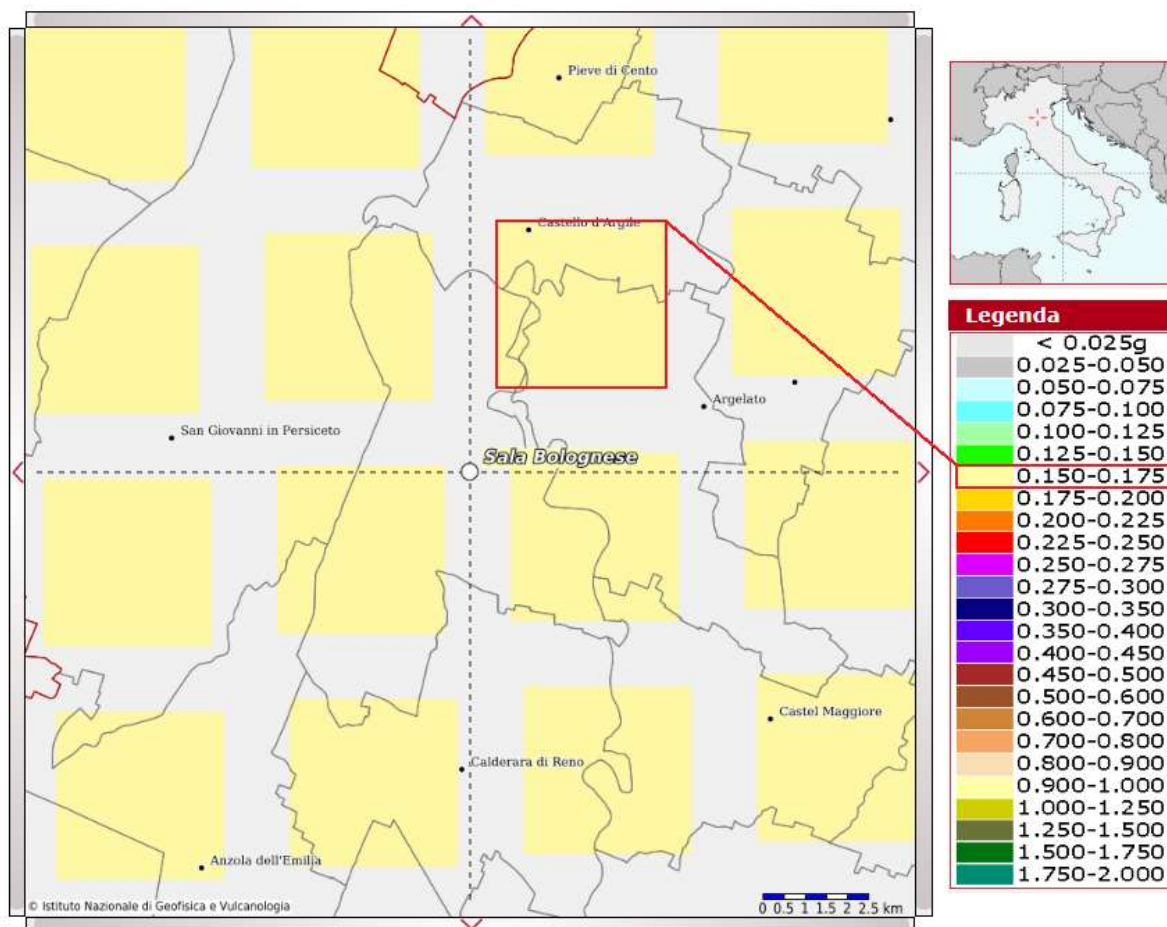 Pieve di Cento
Castello d'Argile
Argelato
San Giovanni in Persiceto
Sala Bolognese
Castel Maggiore
Calderara di Reno
Anzola dell'Emilia
© Istituto Nazionale di Geofisica e Vulcanologia
0 0.5 1 1.5 2 2.5 km
Legenda
< 0.025g
0.025-0.050
0.050-0.075
0.075-0.100
0.100-0.125
0.125-0.150
0.150-0.175
0.175-0.200
0.200-0.225
0.225-0.250
0.250-0.275
0.275-0.300
0.300-0.350
0.350-0.400
0.400-0.450
0.450-0.500
0.500-0.600
0.600-0.700
0.700-0.800
0.800-0.900
0.900-1.000
1.000-1.250
1.250-1.500
1.500-1.750
1.750-2.000